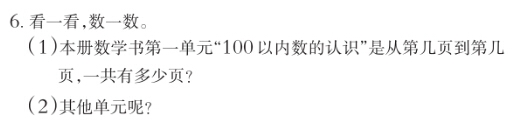 6. 看一看,数一数。
(1)本册数学书第一单元“100以内数的认识”是从第几页到第几
页,一共有多少页?
(2)其他单元呢?